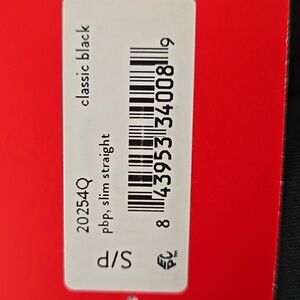 20254Q
classic black
pbp, slim straight
8 43953 34008 9
S/P